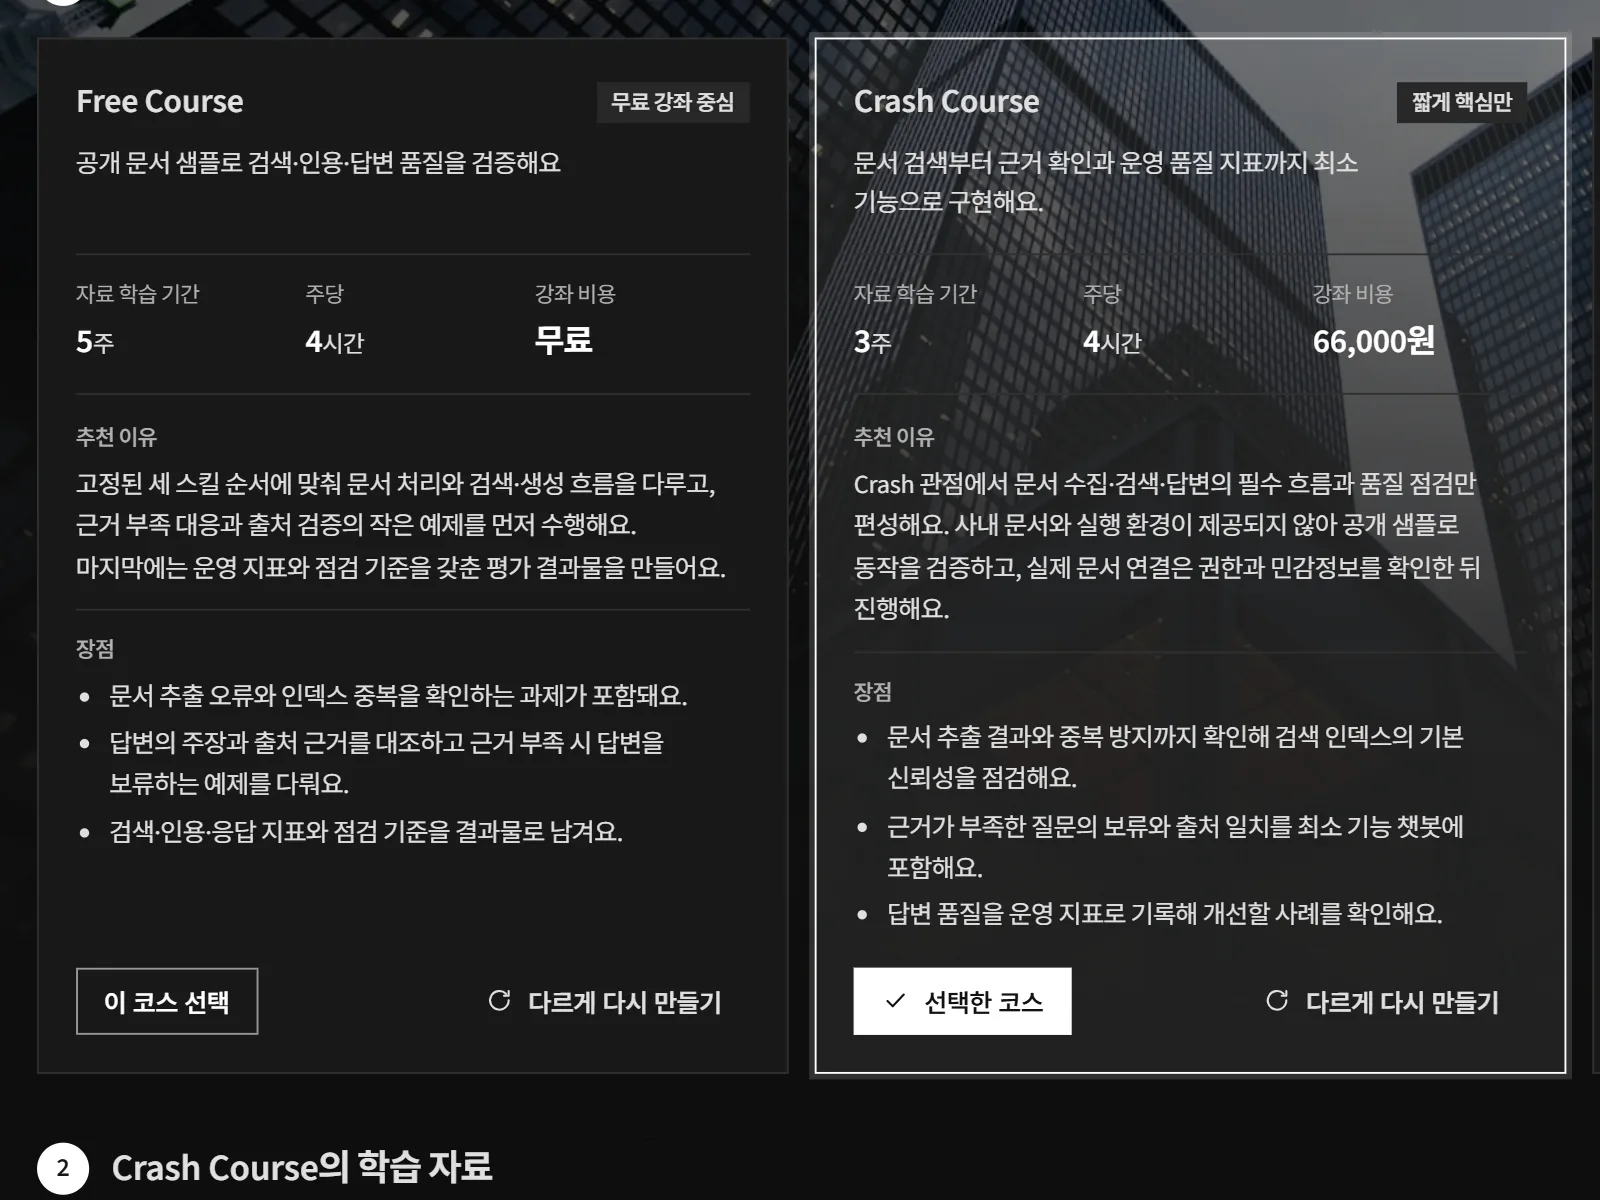 Free Course
무료 강좌 중심
공개 문서 샘플로 검색·인용·답변 품질을 검증해요
자료 학습 기간
주당
강좌 비용
5주
4시간
무료
추천 이유
고정된 세 스킬 순서에 맞춰 문서 처리와 검색·생성 흐름을 다루고,
근거 부족 대응과 출처 검증의 작은 예제를 먼저 수행해요.
마지막에는 운영 지표와 점검 기준을 갖춘 평가 결과물을 만들어요.
장점
문서 추출 오류와 인덱스 중복을 확인하는 과제가 포함돼요.
답변의 주장과 출처 근거를 대조하고 근거 부족 시 답변을
보류하는 예제를 다뤄요.
검색·인용·응답 지표와 점검 기준을 결과물로 남겨요.
이 코스 선택
다르게 다시 만들기
Crash Course
짧게 핵심만
문서 검색부터 근거 확인과 운영 품질 지표까지 최소
기능으로 구현해요.
자료 학습 기간
주당
강좌 비용
3주
4시간
66,000원
추천 이유
Crash 관점에서 문서 수집·검색·답변의 필수 흐름과 품질 점검만
편성해요. 사내 문서와 실행 환경이 제공되지 않아 공개 샘플로
동작을 검증하고, 실제 문서 연결은 권한과 민감정보를 확인한 뒤
진행해요.
장점
문서 추출 결과와 중복 방지까지 확인해 검색 인덱스의 기본
신뢰성을 점검해요.
근거가 부족한 질문의 보류와 출처 일치를 최소 기능 챗봇에
포함해요.
답변 품질을 운영 지표로 기록해 개선할 사례를 확인해요.
선택한 코스
다르게 다시 만들기
2
Crash Course의 학습 자료